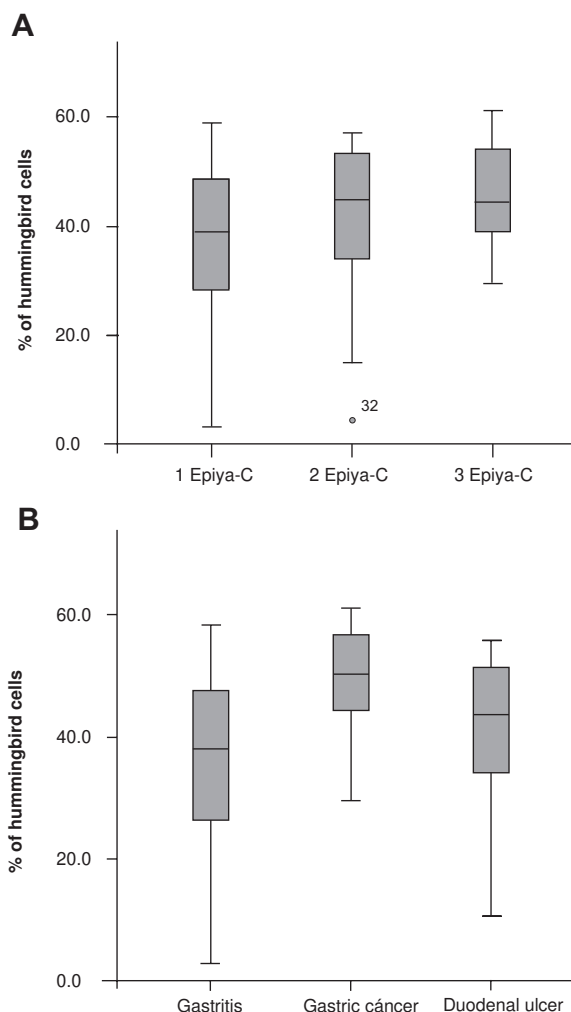 A
% of hummingbird cells
60.0
40.0
20.0
0.0
32
1 Epiya-C 2 Epiya-C 3 Epiya-C
B
% of hummingbird cells
60.0
40.0
20.0
0.0
Gastritis Gastric cáncer Duodenal ulcer